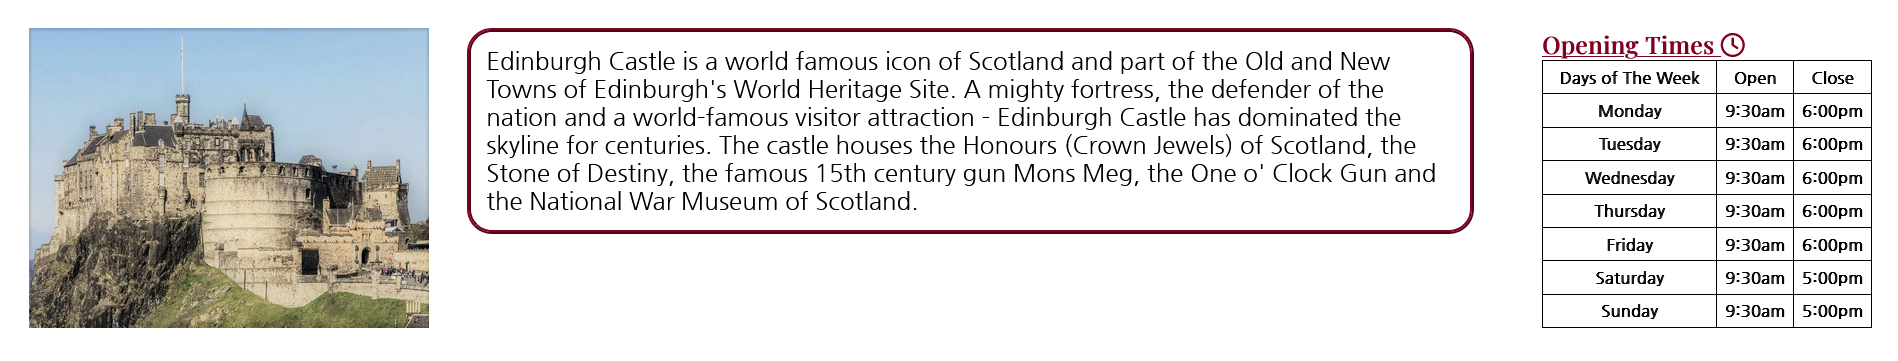 Edinburgh Castle is a world famous icon of Scotland and part of the Old and New
Towns of Edinburgh's World Heritage Site. A mighty fortress, the defender of the
nation and a world-famous visitor attraction - Edinburgh Castle has dominated the
skyline for centuries. The castle houses the Honours (Crown Jewels) of Scotland, the
Stone of Destiny, the famous 15th century gun Mons Meg, the One o' Clock Gun and
the National War Museum of Scotland.
Opening Times
Days of The Week Open Close
Monday 9:30am 6:00pm
Tuesday 9:30am 6:00pm
Wednesday 9:30am 6:00pm
Thursday 9:30am 6:00pm
Friday 9:30am 6:00pm
Saturday 9:30am 5:00pm
Sunday 9:30am 5:00pm